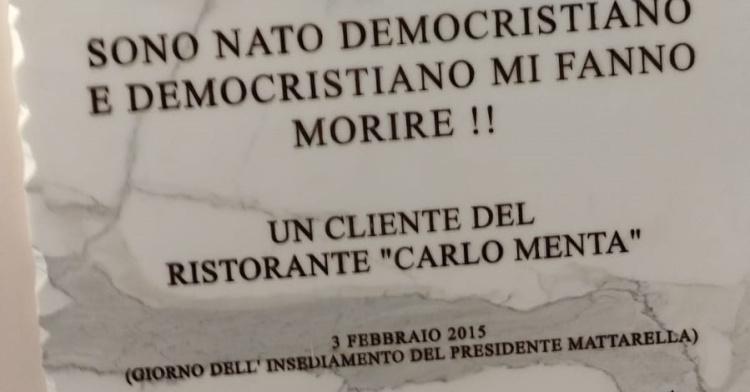 SONO NATO DEMOCRISTIANO
E DEMOCRISTIANO MI FANNO
MORIRE !!
UN CLIENTE DEL
RISTORANTE "CARLO MENTA"
3 FEBBRAIO 2015
(GIORNO DELL' INSEDIAMENTO DEL PRESIDENTE MATTARELLA)